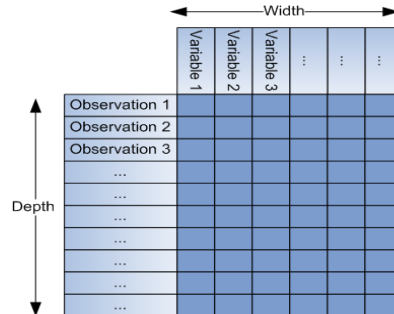 Width
Variable 1
Variable 2
Variable 3
...
...
...
Observation 1
Observation 2
Observation 3
...
...
...
...
...
...
...
Depth